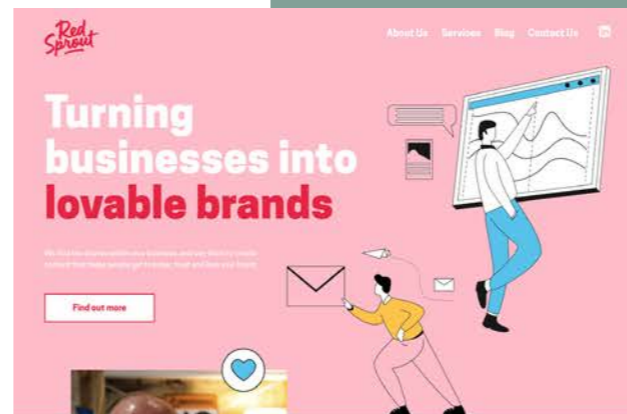 Red
Sprout
About Us Services Blog Contact Us
Turning
businesses into
lovable brands
Find out more